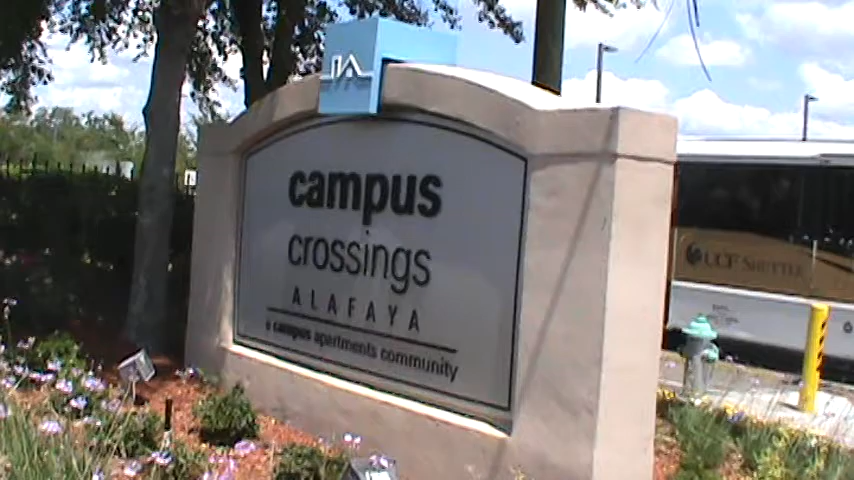 campus
crossings
ALAFAYA
a campus apartments community
UCF SHUTTLE